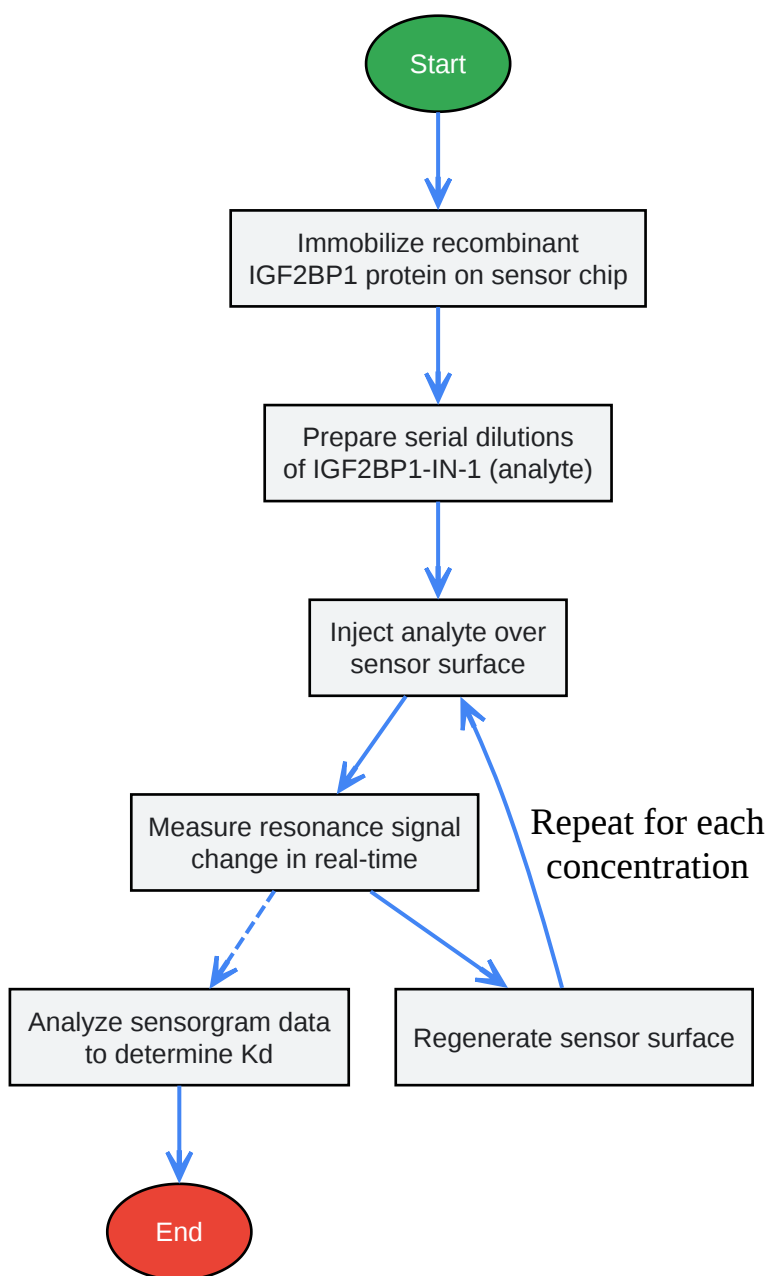 Start
Immobilize recombinant
IGF2BP1 protein on sensor chip
Prepare serial dilutions
of IGF2BP1-IN-1 (analyte)
Inject analyte over
sensor surface
Measure resonance signal
change in real-time
Repeat for each
concentration
Analyze sensorgram data
to determine Kd
Regenerate sensor surface
End